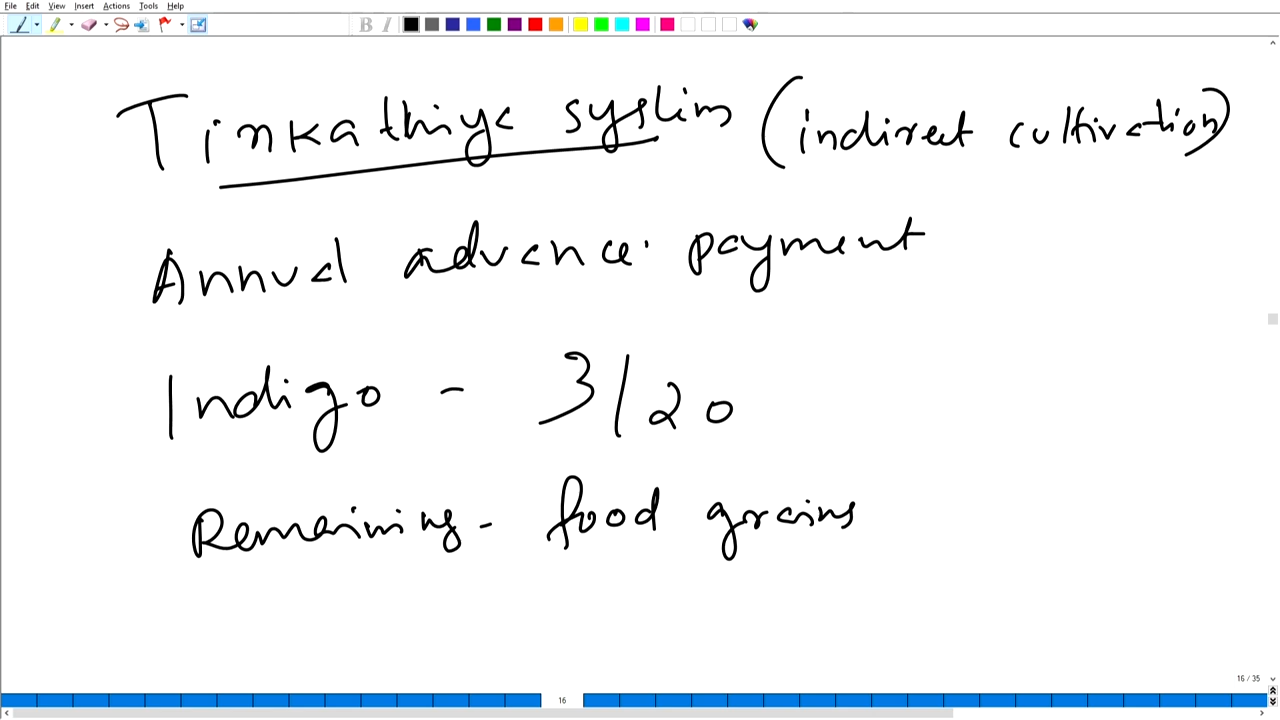 File Edit View Insert Actions Tools Help
B I
Tinkathiya system (indirect cultivation)
Annual advance payment
Indigo - 3/20
Remaining - food grains
16 / 35
16